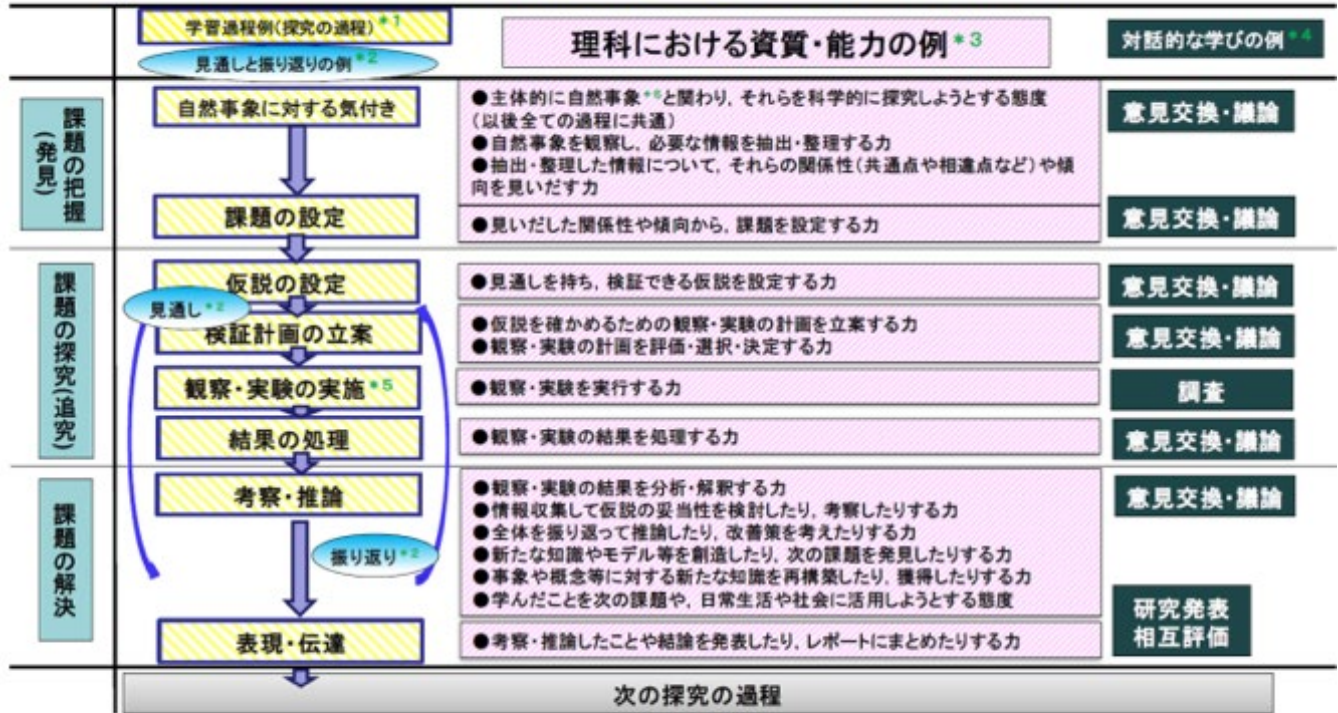 学習過程例(探究の過程)*1
見通しと振り返りの例*2
理科における資質・能力の例*3
対話的な学びの例*4
課題の把握(発見)
自然事象に対する気付き
●主体的に自然事象*6と関わり,それらを科学的に探究しようとする態度
(以後全ての過程に共通)
●自然事象を観察し,必要な情報を抽出・整理する力
●抽出・整理した情報について,それらの関係性(共通点や相違点など)や傾
向を見いだす力
意見交換・議論
課題の設定
●見いだした関係性や傾向から,課題を設定する力
意見交換・議論
課題の探究(追究)
仮説の設定
●見通しを持ち,検証できる仮説を設定する力
意見交換・議論
見通し*2
検証計画の立案
●仮説を確かめるための観察・実験の計画を立案する力
●観察・実験の計画を評価・選択・決定する力
意見交換・議論
観察・実験の実施*5
●観察・実験を実行する力
調査
結果の処理
●観察・実験の結果を処理する力
意見交換・議論
課題の解決
考察・推論
●観察・実験の結果を分析・解釈する力
●情報収集して仮説の妥当性を検討したり,考察したりする力
●全体を振り返って推論したり,改善策を考えたりする力
●新たな知識やモデル等を創造したり,次の課題を発見したりする力
●事象や概念等に対する新たな知識を再構築したり,獲得したりする力
●学んだことを次の課題や,日常生活や社会に活用しようとする態度
意見交換・議論
振り返り*2
表現・伝達
●考察・推論したことや結論を発表したり,レポートにまとめたりする力
研究発表
相互評価
次の探究の過程